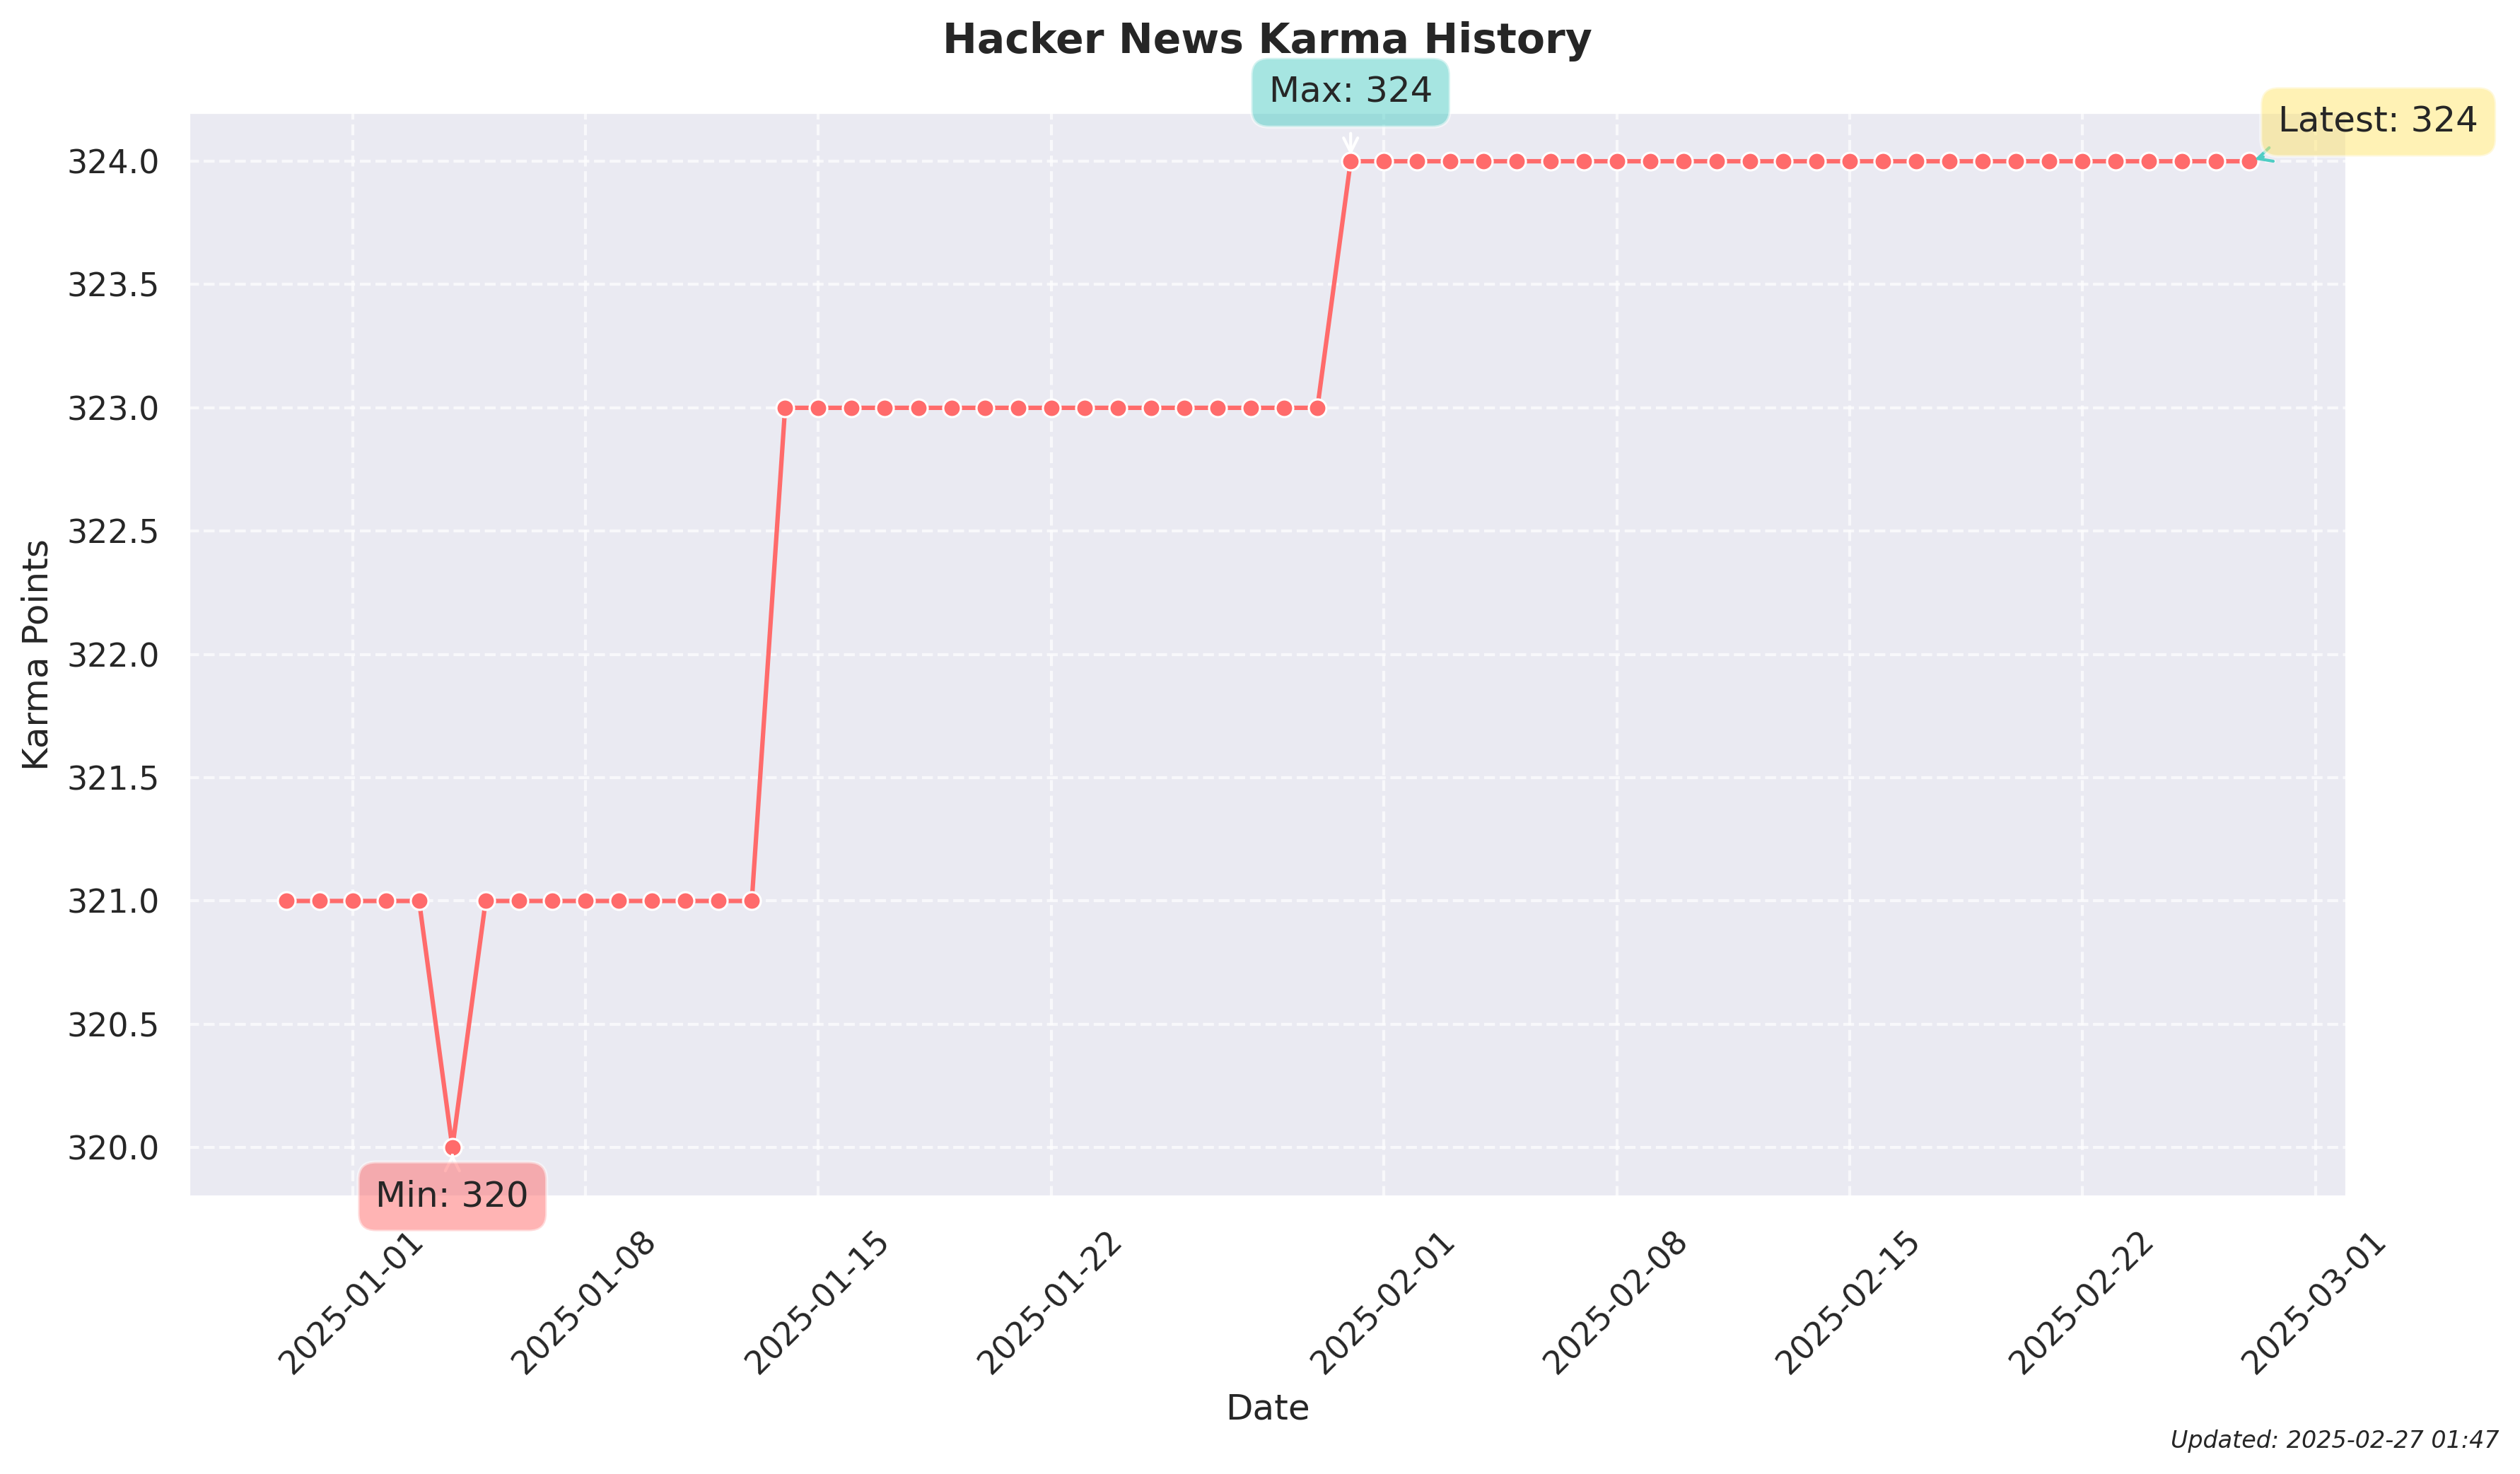 Hacker News Karma History
Max: 324
Latest: 324
324.0
323.5
323.0
322.5
322.0
321.5
321.0
320.5
320.0
Karma Points
Min: 320
2025-01-01
2025-01-08
2025-01-15
2025-01-22
2025-02-01
2025-02-08
2025-02-15
2025-02-22
2025-03-01
Date
Updated: 2025-02-27 01:47